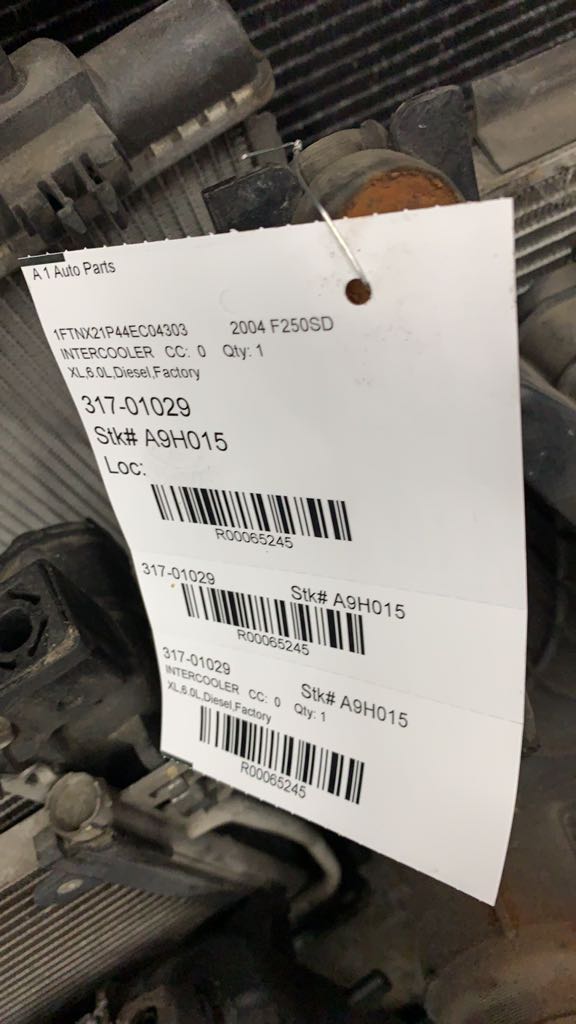 A 1 Auto Parts
1FTNX21P44EC04303 2004 F250SD
INTERCOOLER CC: 0 Qty: 1
XL,6.0L,Diesel,Factory
317-01029
Stk# A9H015
Loc:
R00065245
317-01029 Stk# A9H015
R00065245
317-01029 Stk# A9H015
INTERCOOLER CC: 0 Qty: 1
XL,6.0L,Diesel,Factory
R00065245